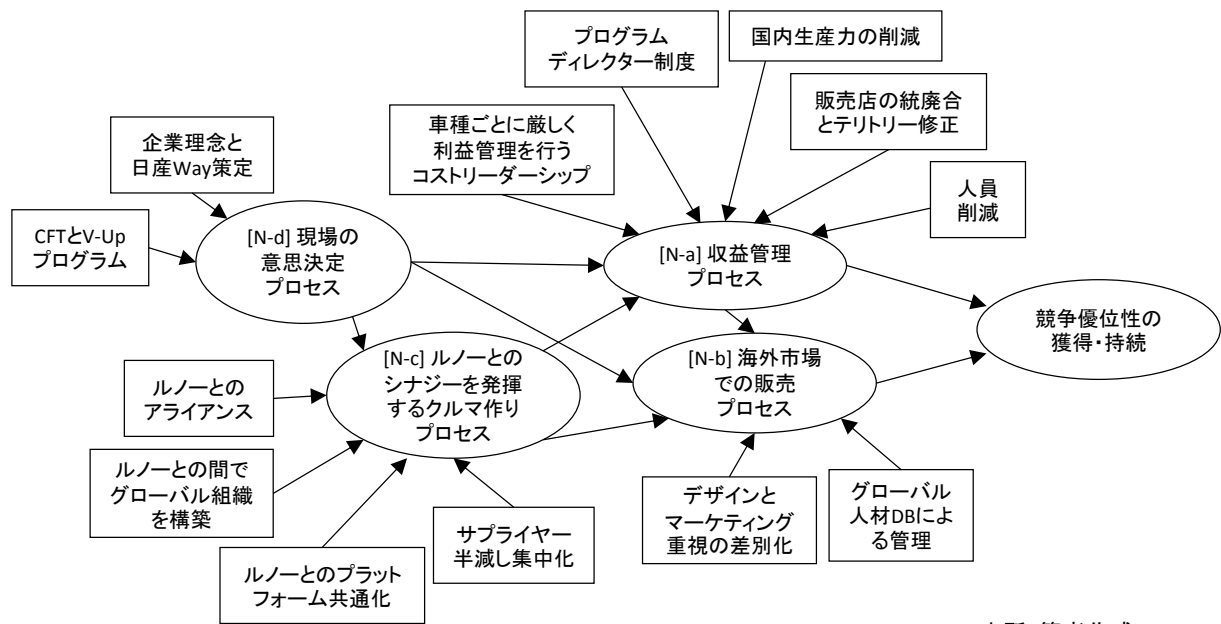 プログラム
ディレクター制度
国内生産力の削減
販売店の統廃合
とテリトリー修正
車種ごとに厳しく
利益管理を行う
コストリーダーシップ
人員
削減
企業理念と
日産Way策定
CFTとV-Up
プログラム
[N-d] 現場の
意思決定
プロセス
[N-a] 収益管理
プロセス
競争優位性の
獲得・持続
[N-c] ルノーとの
シナジーを発揮
するクルマ作り
プロセス
[N-b] 海外市場
での販売
プロセス
ルノーとの
アライアンス
ルノーとの間で
グローバル組織
を構築
ルノーとのプラット
フォーム共通化
サプライヤー
半減し集中化
デザインと
マーケティング
重視の差別化
グローバル
人材DBによ
る管理